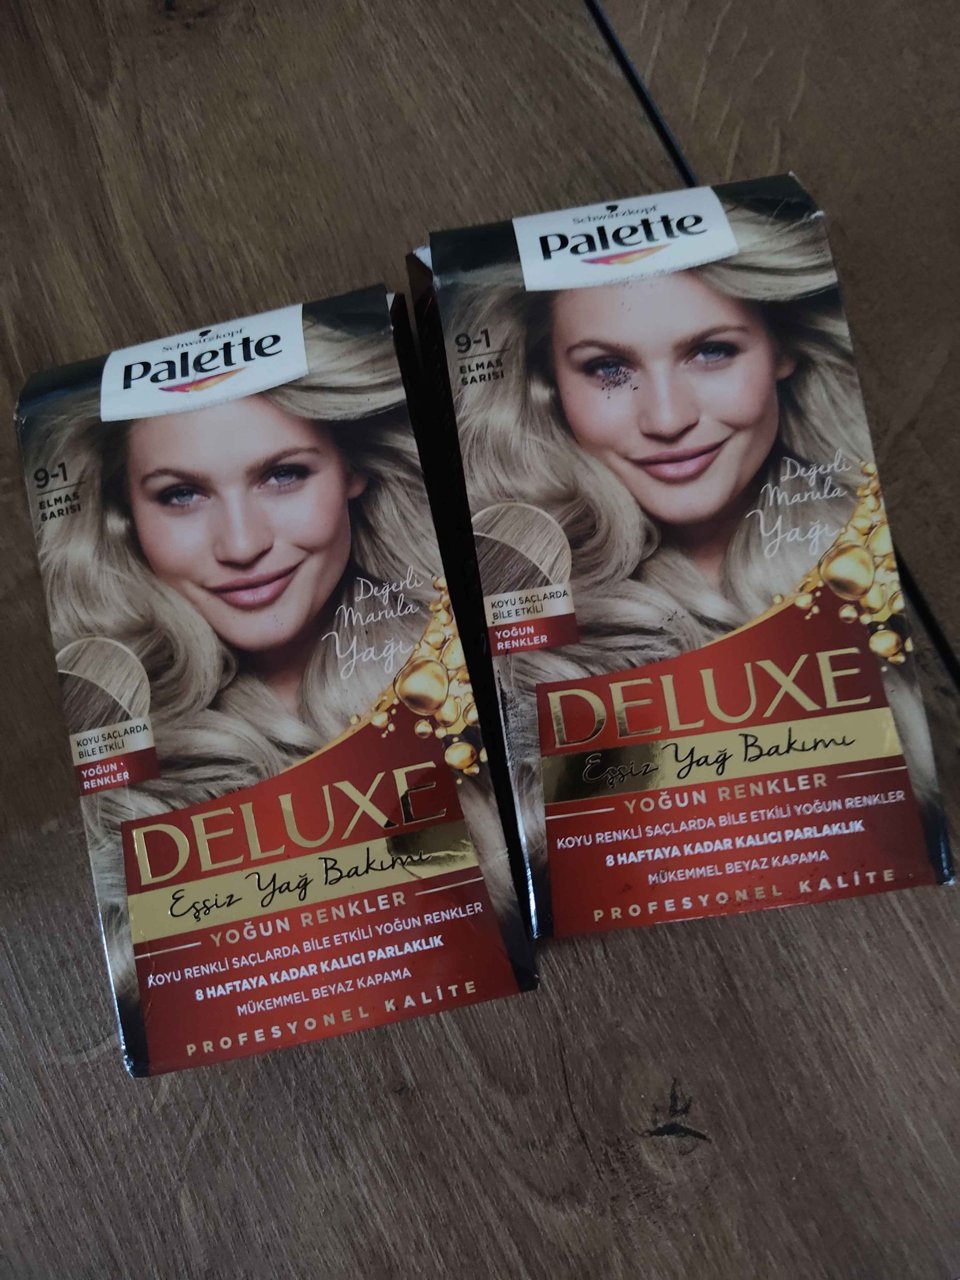 Schwarzkopf
Palette
9-1
ELMAS
SARISI
Değerli
Marula
Yağı
KOYU SAÇLARDA
BİLE ETKİLİ
YOĞUN
RENKLER
DELUXE
Eşsiz Yağ Bakımı
YOĞUN RENKLER
KOYU RENKLİ SAÇLARDA BİLE ETKİLİ YOĞUN RENKLER
8 HAFTAYA KADAR KALICI PARLAKLIK
MÜKEMMEL BEYAZ KAPAMA
PROFESYONEL KALİTE
Schwarzkopf
Palette
9-1
ELMAS
SARISI
Değerli
Marula
Yağı
KOYU SAÇLARDA
BİLE ETKİLİ
YOĞUN
RENKLER
DELUXE
Eşsiz Yağ Bakımı
YOĞUN RENKLER
KOYU RENKLİ SAÇLARDA BİLE ETKİLİ YOĞUN RENKLER
8 HAFTAYA KADAR KALICI PARLAKLIK
MÜKEMMEL BEYAZ KAPAMA
PROFESYONEL KALİTE